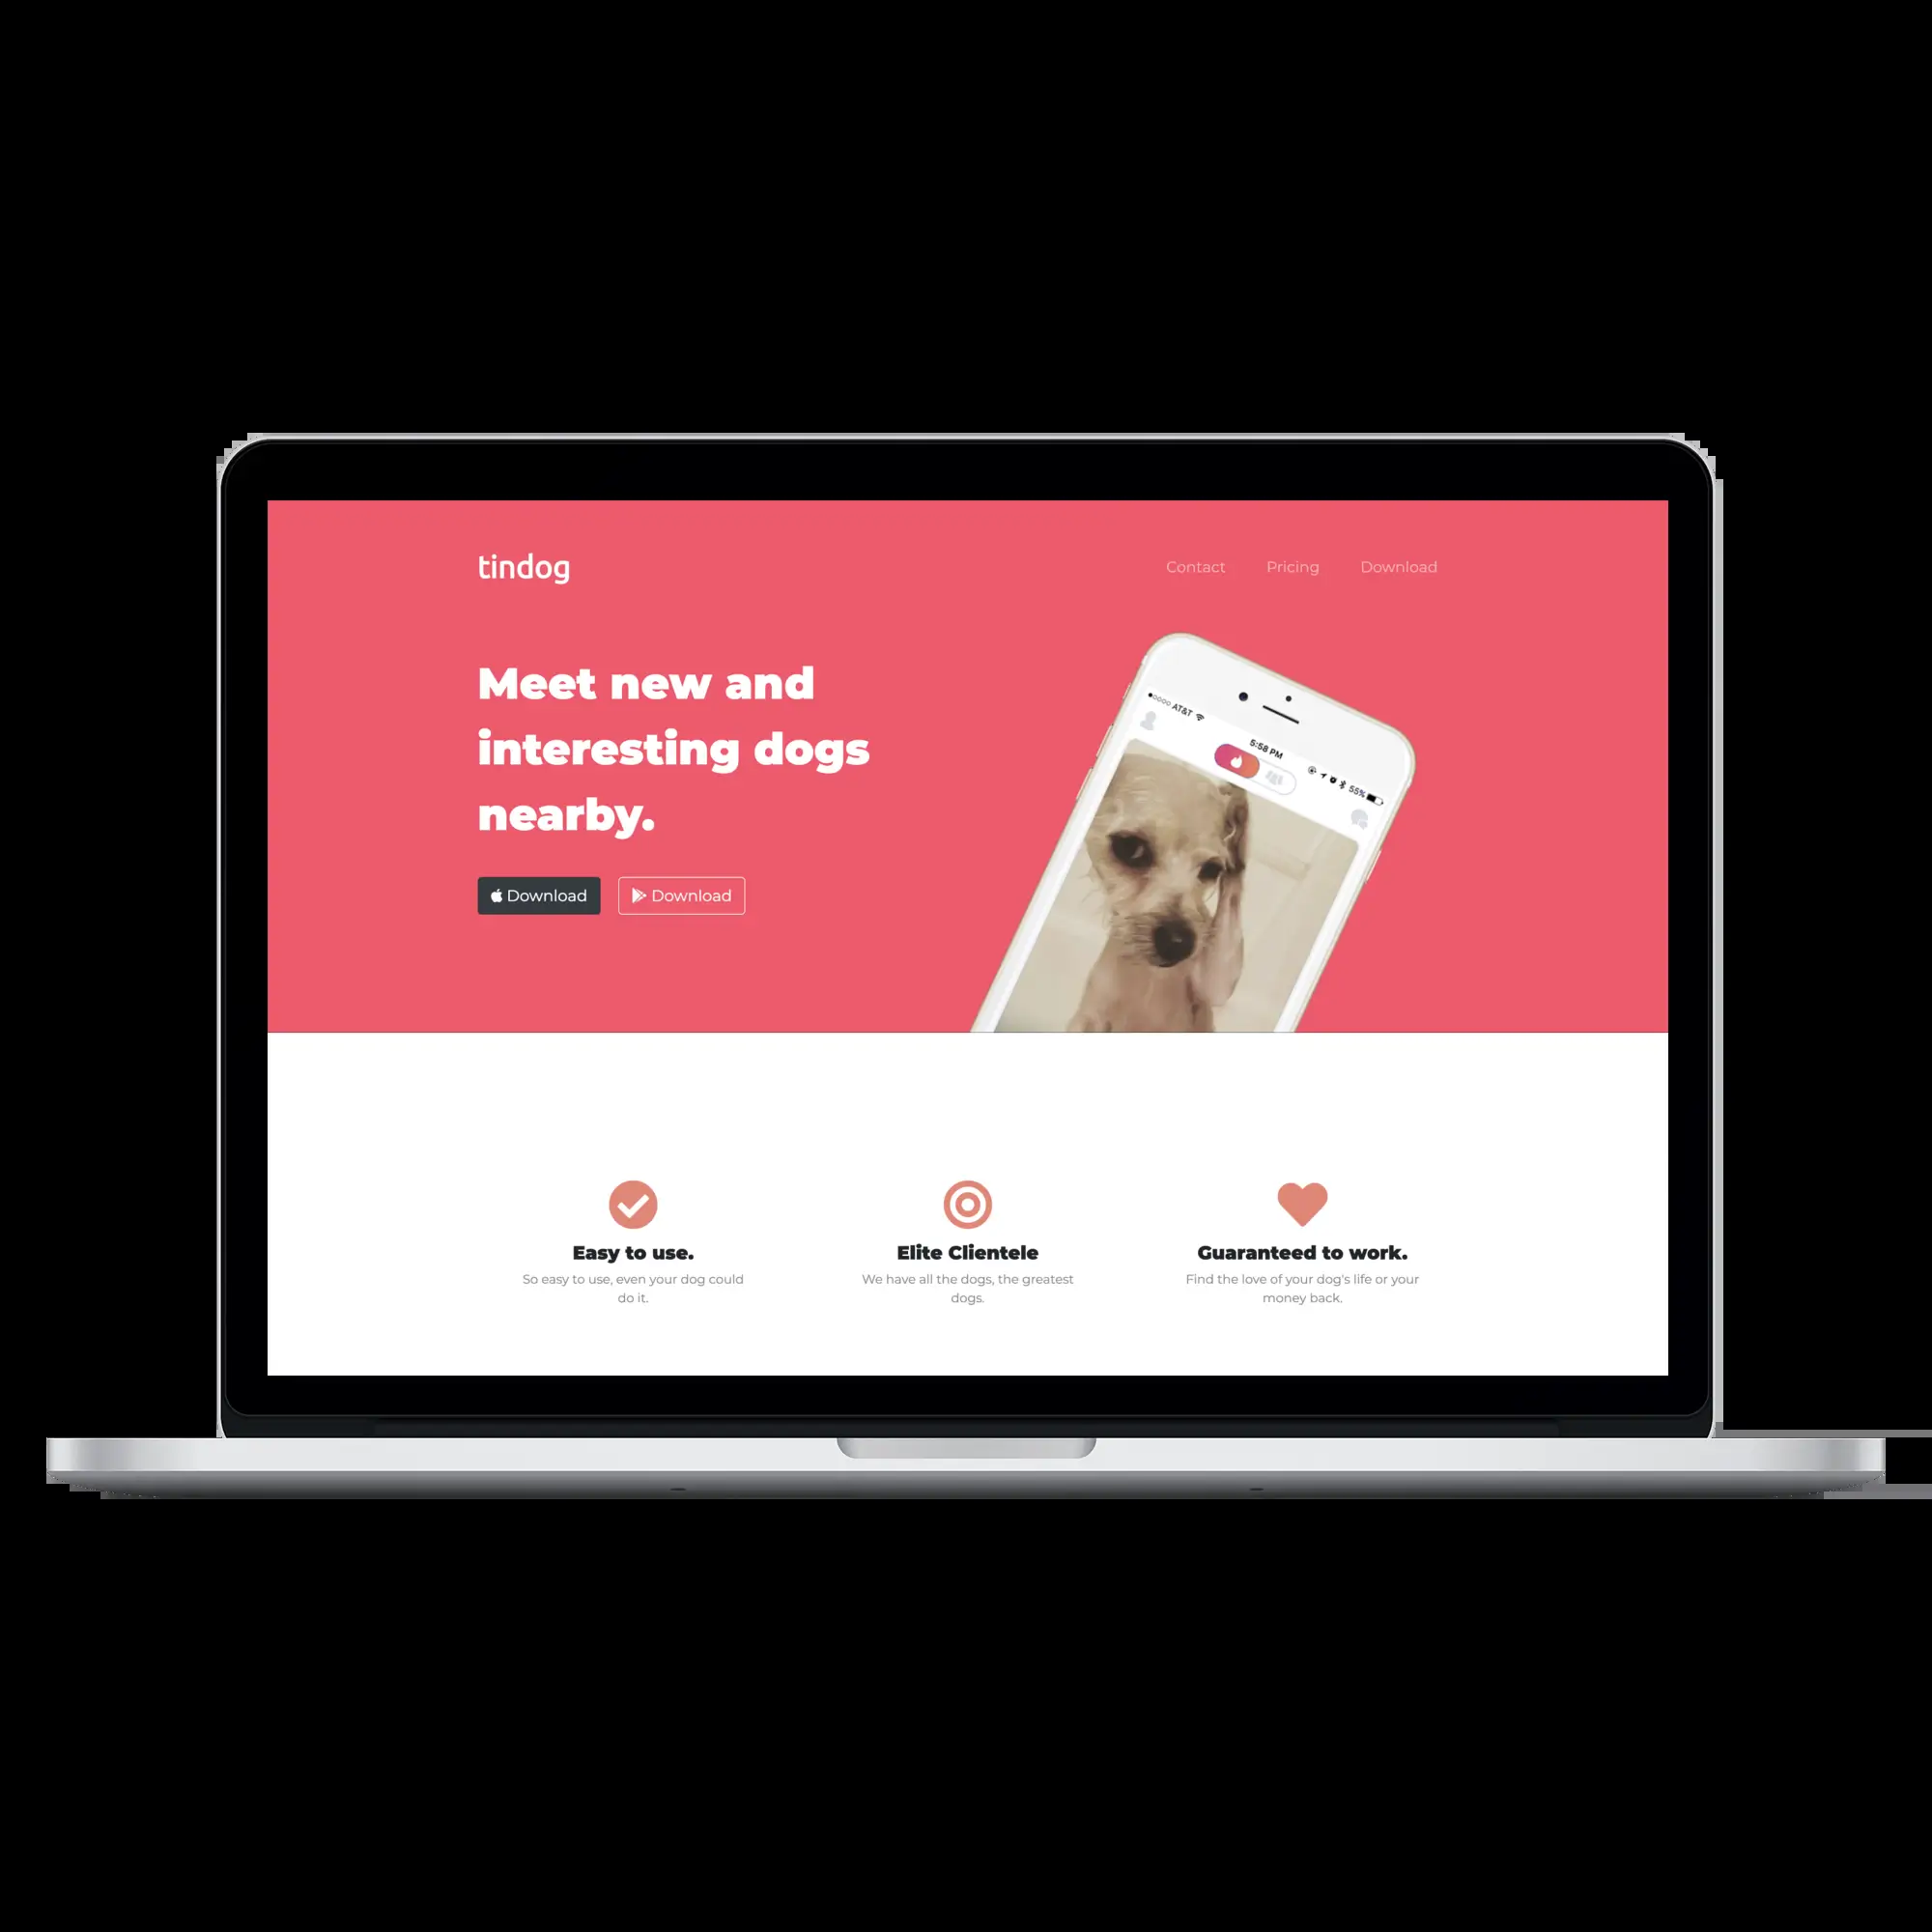 tindog
Contact Pricing Download
Meet new and
interesting dogs
nearby.
Download Download
AT&T
5:58 PM
55%
Easy to use.
So easy to use, even your dog could
do it.
Elite Clientele
We have all the dogs, the greatest
dogs.
Guaranteed to work.
Find the love of your dog's life or your
money back.